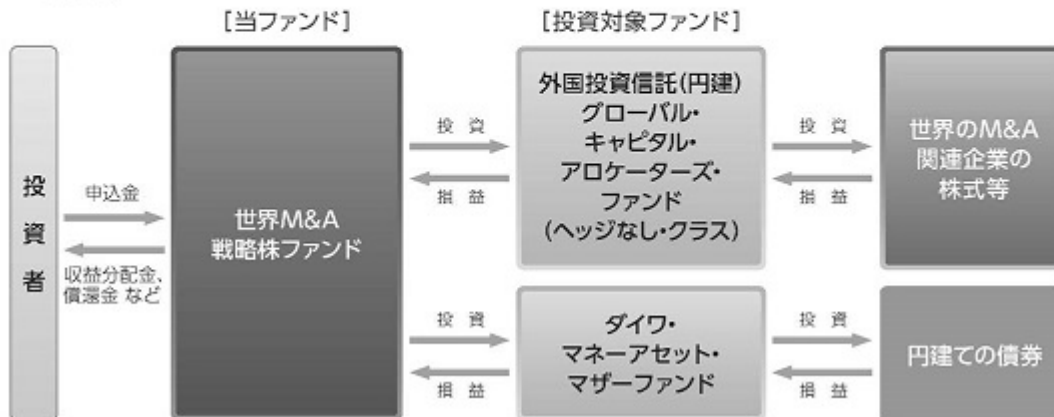 [当ファンド]
[投資対象ファンド]
投資者
申込金
収益分配金、
償還金 など
世界M&A
戦略株ファンド
投 資
損 益
外国投資信託(円建)
グローバル・
キャピタル・
アロケーターズ・
ファンド
(ヘッジなし・クラス)
投 資
損 益
世界のM&A
関連企業の
株式等
投 資
損 益
ダイワ・
マネーアセット・
マザーファンド
投 資
損 益
円建ての債券